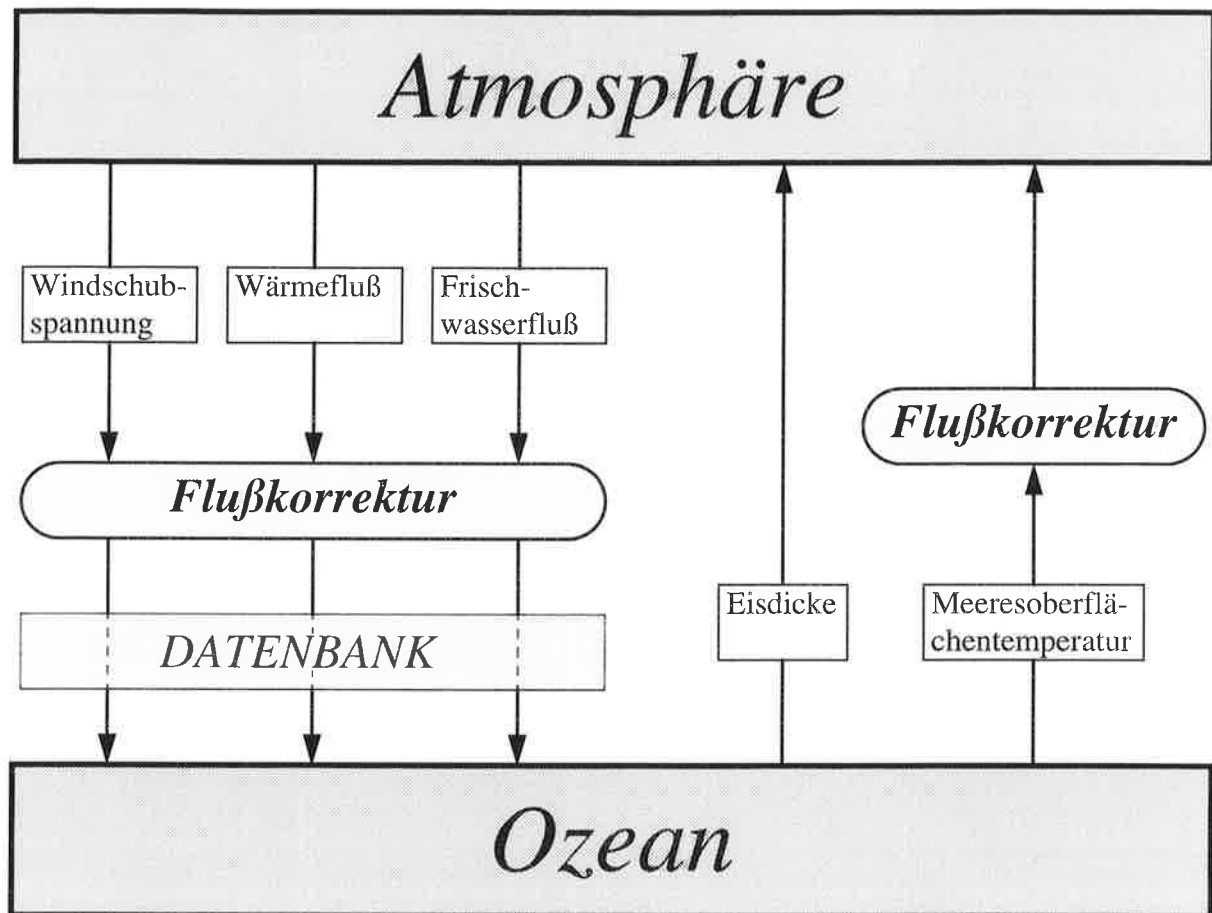 Atmosphäre
Windschub-
spannung
Wärmefluß
Frisch-
wasserfluß
Flußkorrektur
Flußkorrektur
DATENBANK
Eisdicke
Meeresoberflä-
chentemperatur
Ozean